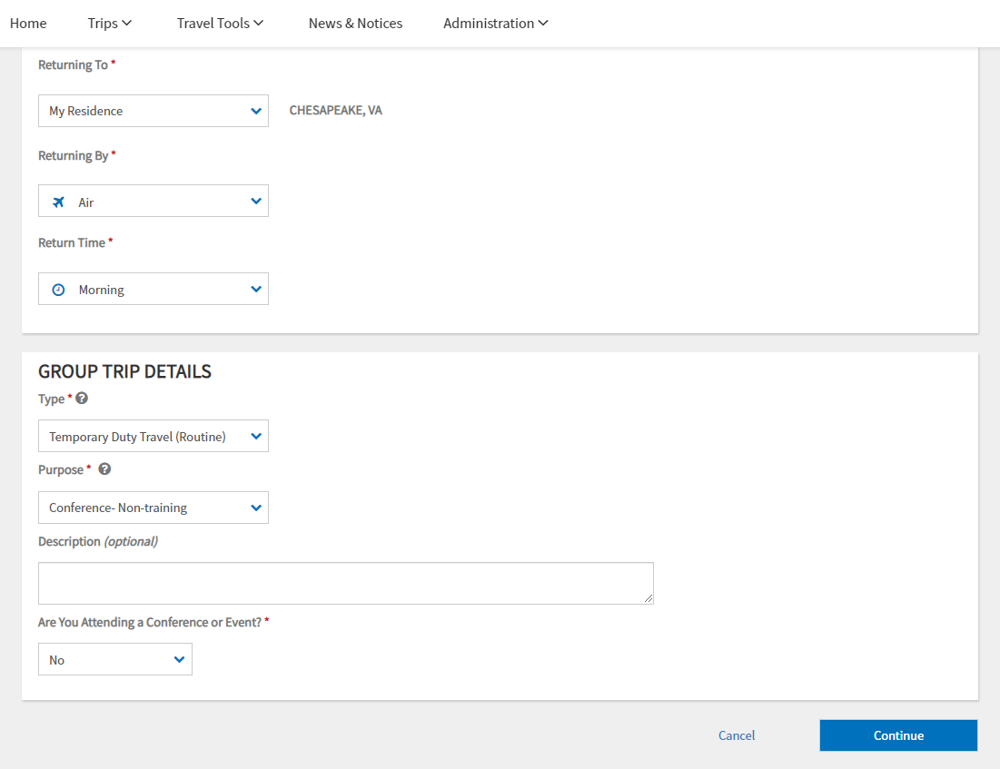 Home Trips Travel Tools News & Notices Administration
Returning To *
My Residence CHESAPEAKE, VA
Returning By *
Air
Return Time *
Morning
GROUP TRIP DETAILS
Type * ?
Temporary Duty Travel (Routine)
Purpose * ?
Conference- Non-training
Description (optional)
Are You Attending a Conference or Event? *
No
Cancel Continue